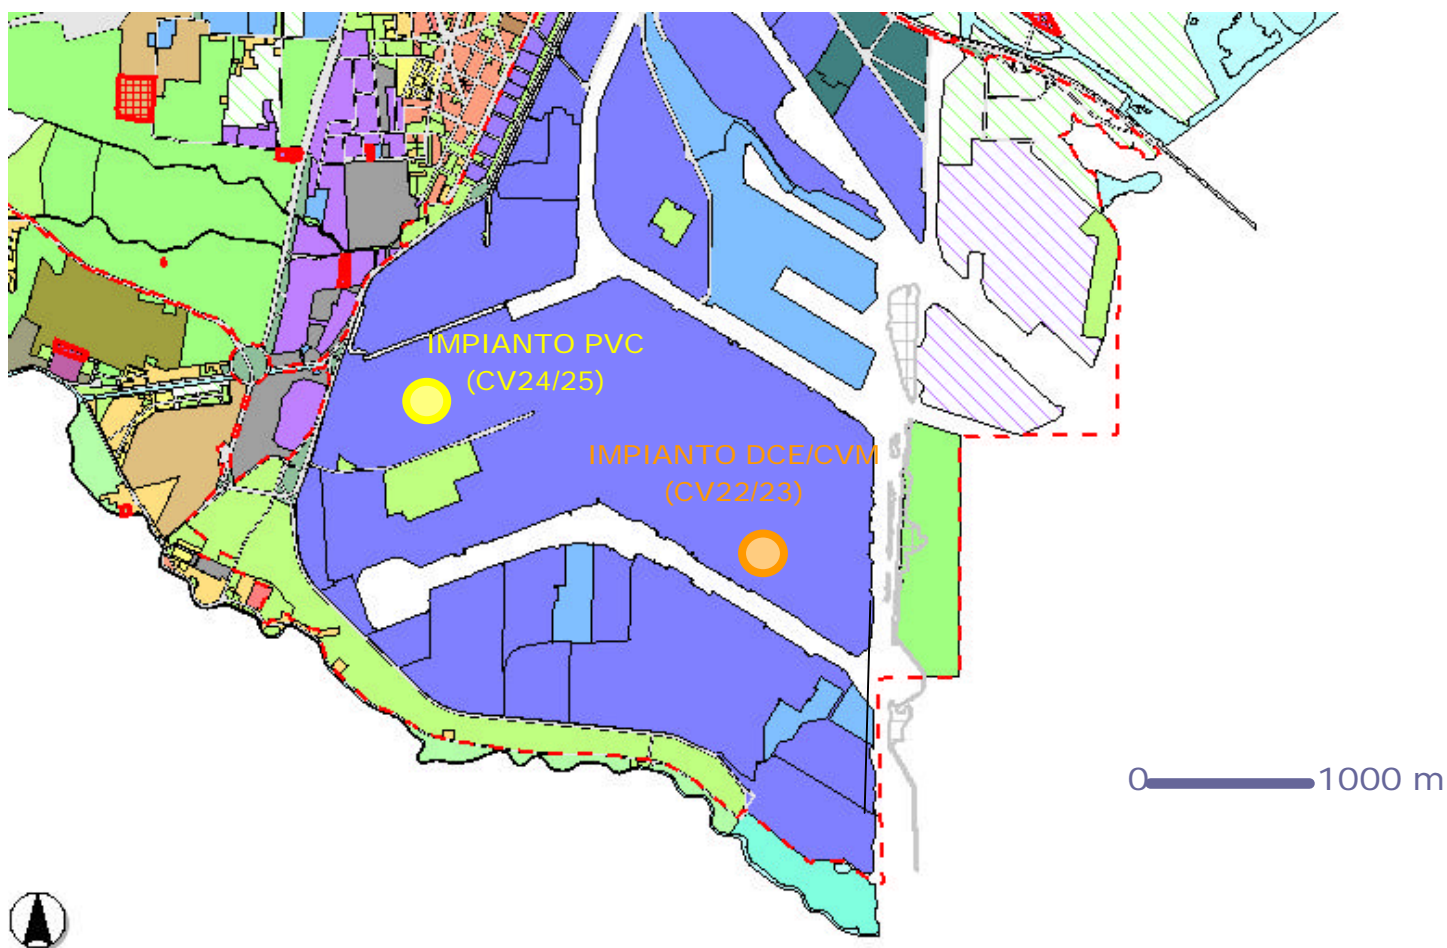 IMPIANTO PVC
(CV24/25)
IMPIANTO DCE/CVM
(CV22/23)
0 1000 m